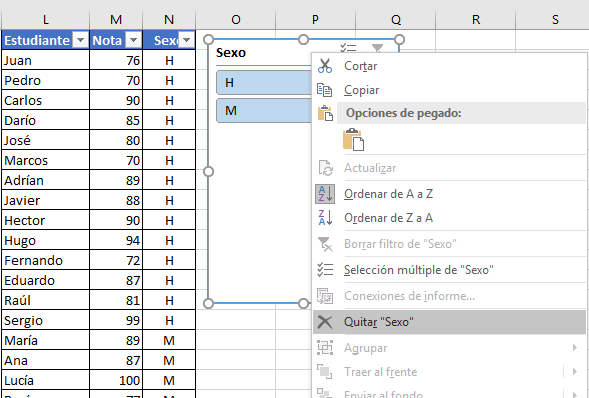 L M N O P Q R S
Estudiante Nota Sexo
Juan 76 H
Pedro 70 H
Carlos 90 H
Darío 85 H
José 80 H
Marcos 70 H
Adrían 89 H
Javier 88 H
Hector 90 H
Hugo 94 H
Fernando 72 H
Eduardo 87 H
Raúl 81 H
Sergio 99 H
María 89 M
Ana 87 M
Lucía 100 M
Sexo
H
M
Cortar
Copiar
Opciones de pegado:
Actualizar
Ordenar de A a Z
Ordenar de Z a A
Borrar filtro de "Sexo"
Selección múltiple de "Sexo"
Conexiones de informe...
Quitar "Sexo"
Agrupar
Traer al frente
Enviar al fondo